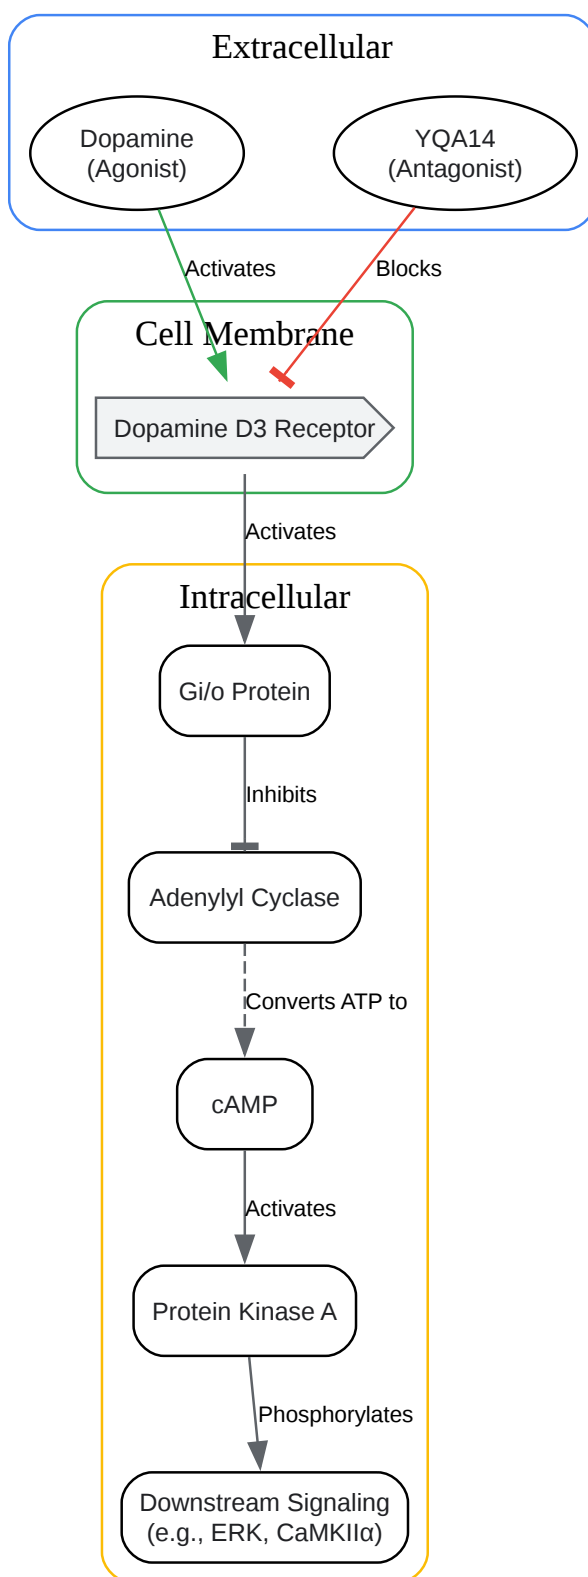 Extracellular
Dopamine
(Agonist)
YQA14
(Antagonist)
Activates
Blocks
Cell Membrane
Dopamine D3 Receptor
Activates
Intracellular
Gi/o Protein
Inhibits
Adenylyl Cyclase
Converts ATP to
cAMP
Activates
Protein Kinase A
Phosphorylates
Downstream Signaling
(e.g., ERK, CaMKIIα)